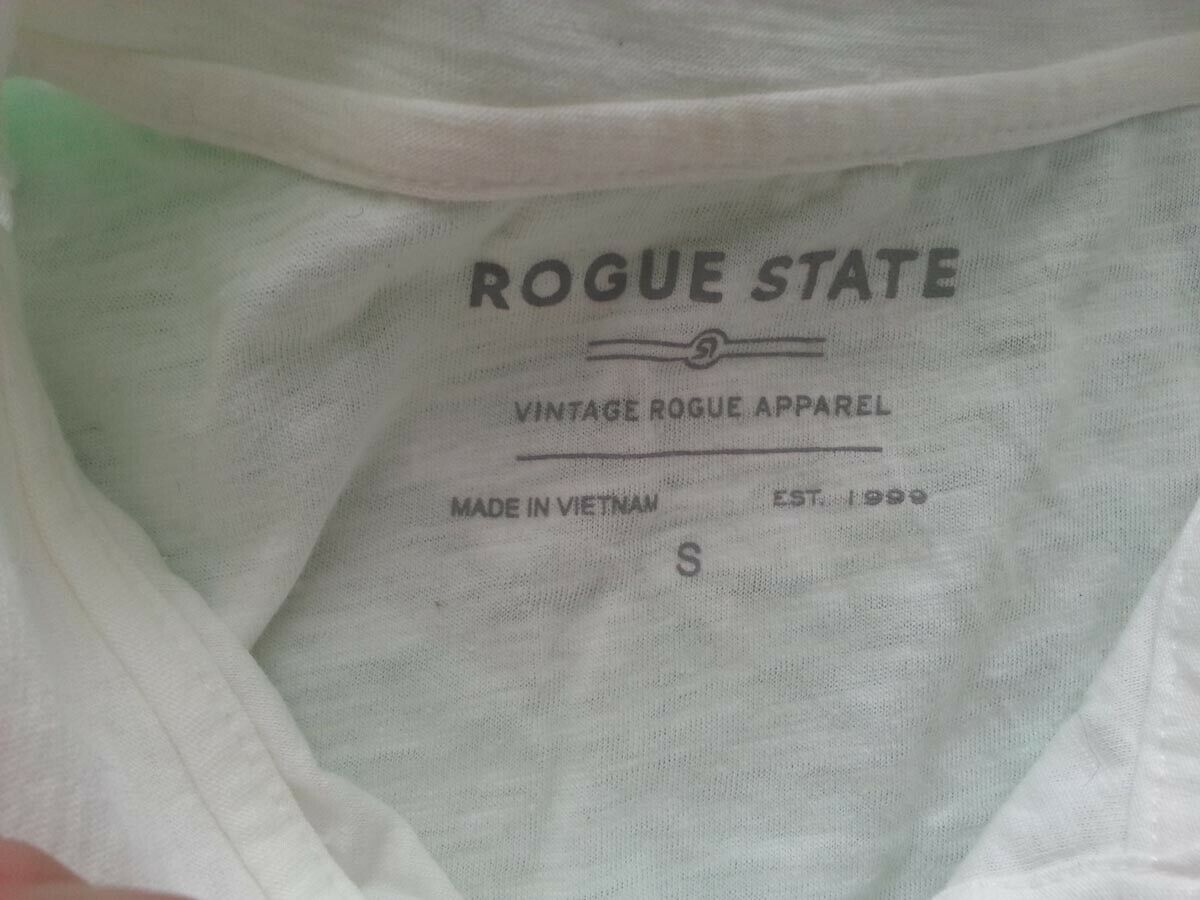 ROGUE STATE
VINTAGE ROGUE APPAREL
MADE IN VIETNAM EST. 1999
S